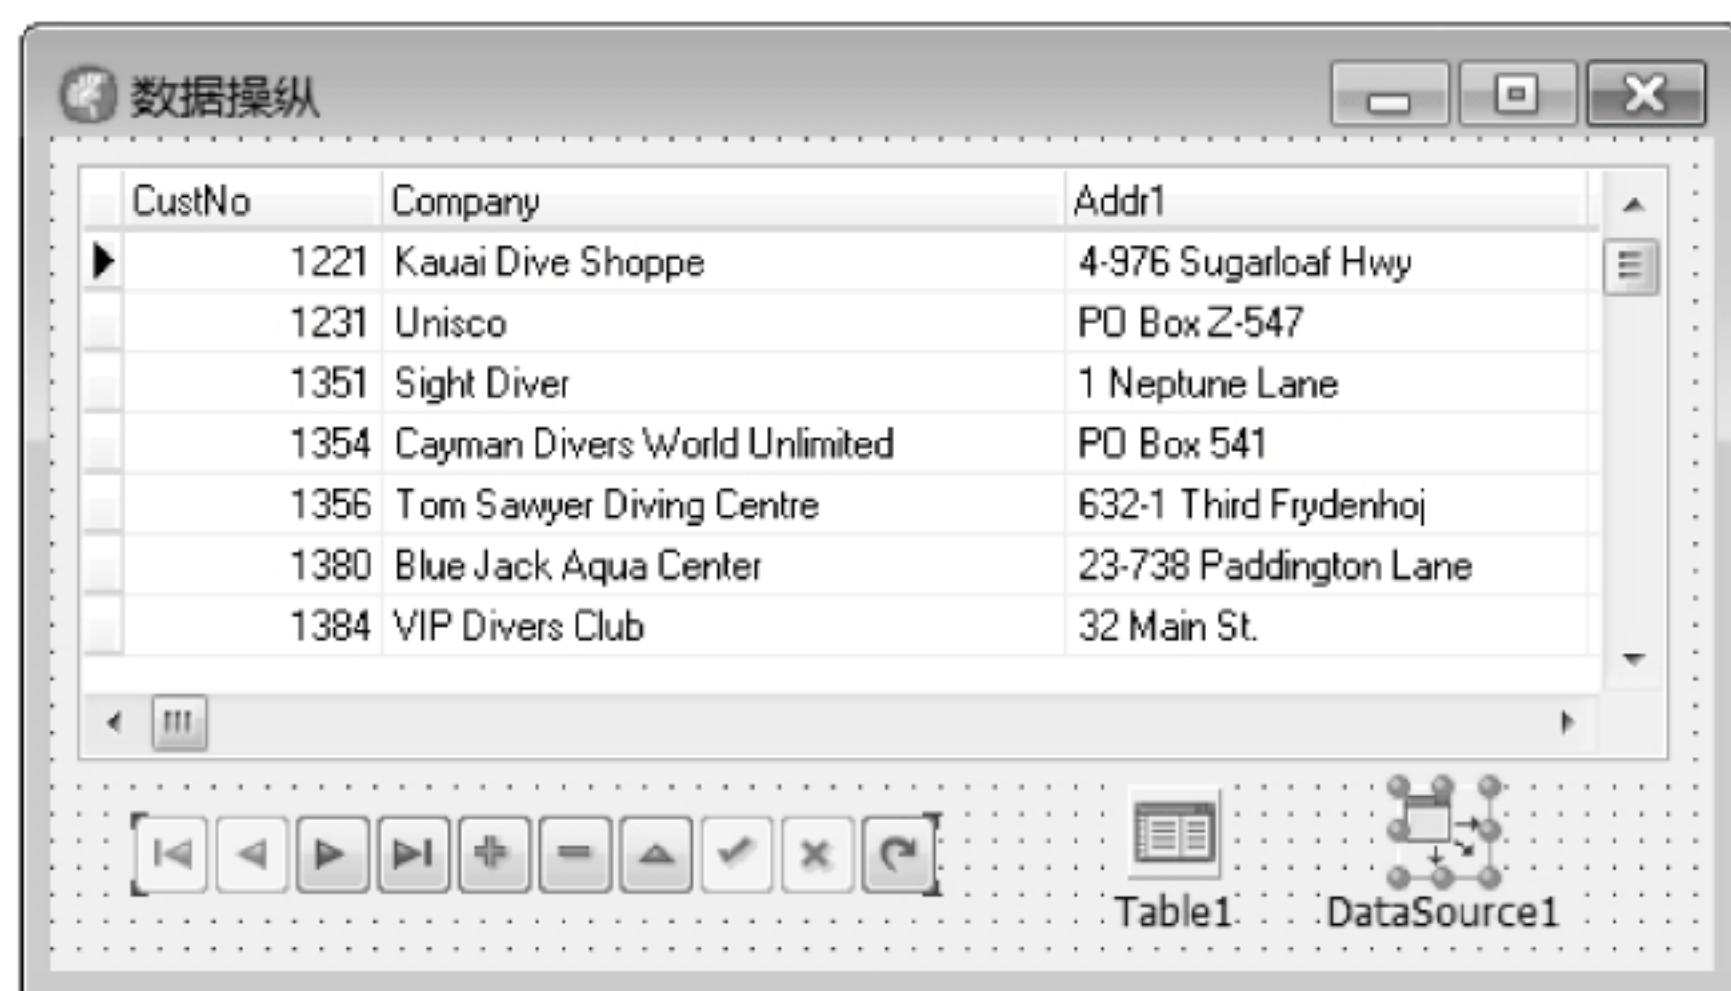 数据操纵
CustNo Company Addr1
1221 Kauai Dive Shoppe 4-976 Sugarloaf Hwy
1231 Unisco PO Box Z-547
1351 Sight Diver 1 Neptune Lane
1354 Cayman Divers World Unlimited PO Box 541
1356 Tom Sawyer Diving Centre 632-1 Third Frydenhoj
1380 Blue Jack Aqua Center 23-738 Paddington Lane
1384 VIP Divers Club 32 Main St.
Table1 DataSource1